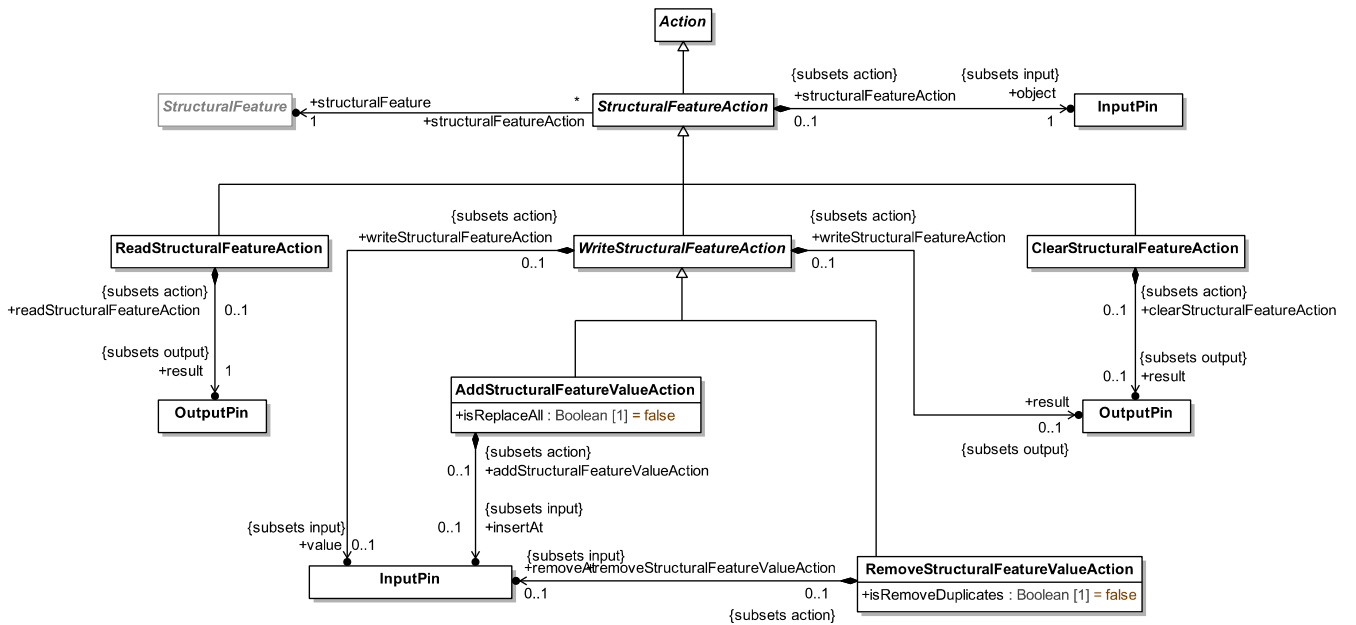 Action
{subsets action}
{subsets input}
+structuralFeatureAction
+object
StructuralFeature
+structuralFeature
*
StructuralFeatureAction
InputPin
1
+structuralFeatureAction
0..1
1
{subsets action}
{subsets action}
+writeStructuralFeatureAction
+writeStructuralFeatureAction
ReadStructuralFeatureAction
WriteStructuralFeatureAction
ClearStructuralFeatureAction
0..1
0..1
{subsets action}
{subsets action}
+readStructuralFeatureAction
0..1
0..1
+clearStructuralFeatureAction
{subsets output}
{subsets output}
+result
1
0..1
+result
OutputPin
AddStructuralFeatureValueAction
+result
OutputPin
+isReplaceAll : Boolean [1] = false
0..1
{subsets output}
{subsets action}
0..1
+addStructuralFeatureValueAction
{subsets input}
0..1
+insertAt
{subsets input}
+value
0..1
{subsets input}
+removeAt
+removeStructuralFeatureValueAction
InputPin
0..1
0..1
RemoveStructuralFeatureValueAction
+isRemoveDuplicates : Boolean [1] = false
{subsets action}